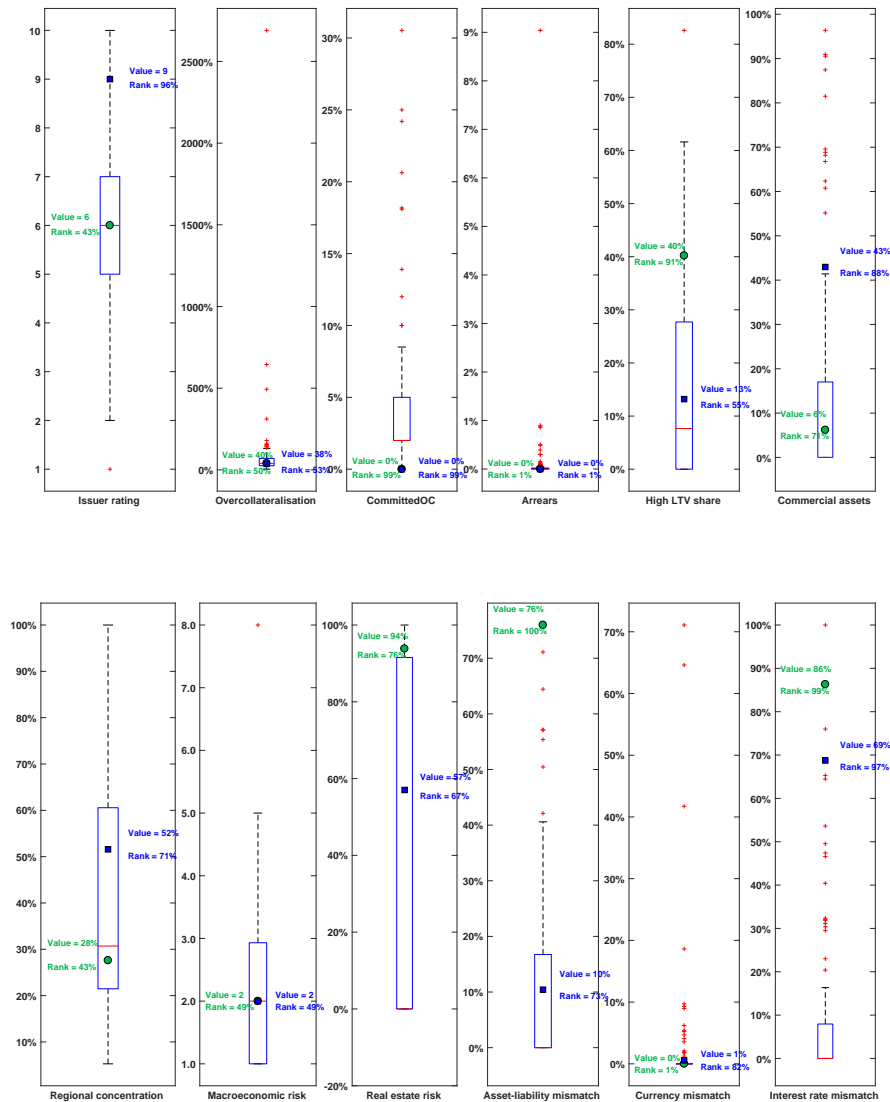 10
9
8
7
6
5
4
3
2
1
Value = 9
Rank = 96%
Value = 6
Rank = 43%
Issuer rating
2500%
2000%
1500%
1000%
500%
0%
Value = 40%
Rank = 50%
Value = 38%
Rank = 53%
Overcollateralisation
30%
25%
20%
15%
10%
5%
0%
Value = 0%
Rank = 99%
Value = 0%
Rank = 99%
CommittedOC
9%
8%
7%
6%
5%
4%
3%
2%
1%
0%
Value = 0%
Rank = 1%
Value = 0%
Rank = 1%
Arrears
80%
70%
60%
50%
40%
30%
20%
10%
0%
Value = 40%
Rank = 91%
Value = 13%
Rank = 55%
High LTV share
100%
90%
80%
70%
60%
50%
40%
30%
20%
10%
0%
Value = 43%
Rank = 88%
Value = 6%
Rank = 71%
Commercial assets
100%
90%
80%
70%
60%
50%
40%
30%
20%
10%
Value = 52%
Rank = 71%
Value = 28%
Rank = 43%
Regional concentration
8.0
7.0
6.0
5.0
4.0
3.0
2.0
1.0
Value = 2
Rank = 49%
Value = 2
Rank = 49%
Macroeconomic risk
100%
80%
60%
40%
20%
0%
-20%
Value = 94%
Rank = 76%
Value = 57%
Rank = 67%
Real estate risk
70%
60%
50%
40%
30%
20%
10%
0%
Value = 76%
Rank = 100%
Value = 10%
Rank = 73%
Asset-liability mismatch
70%
60%
50%
40%
30%
20%
10%
0%
Value = 0%
Rank = 1%
Value = 1%
Rank = 82%
Currency mismatch
100%
90%
80%
70%
60%
50%
40%
30%
20%
10%
0%
Value = 86%
Rank = 99%
Value = 69%
Rank = 97%
Interest rate mismatch